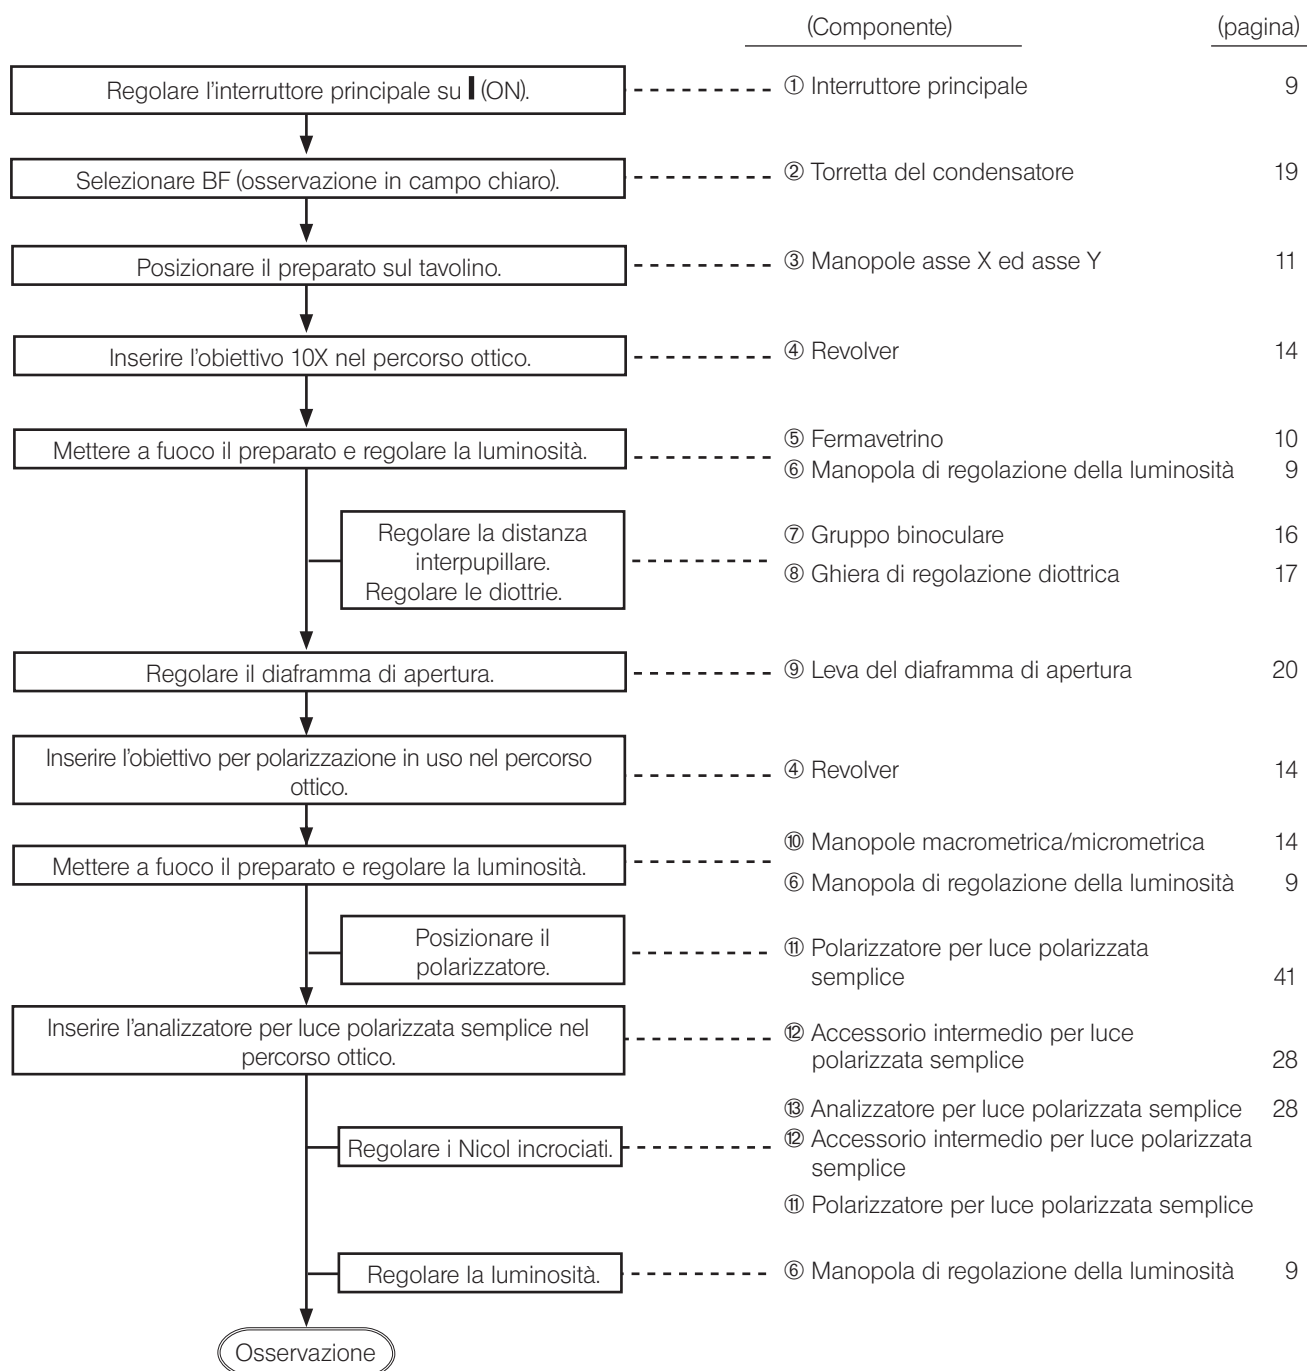 (Componente) (pagina)
Regolare l'interruttore principale su I (ON). ① Interruttore principale 9
Selezionare BF (osservazione in campo chiaro). ② Torretta del condensatore 19
Posizionare il preparato sul tavolino. ③ Manopole asse X ed asse Y 11
Inserire l'obiettivo 10X nel percorso ottico. ④ Revolver 14
Mettere a fuoco il preparato e regolare la luminosità. ⑤ Fermavetrino 10
⑥ Manopola di regolazione della luminosità 9
Regolare la distanza
interpupillare.
Regolare le diottrie.
⑦ Gruppo binoculare 16
⑧ Ghiera di regolazione diottrica 17
Regolare il diaframma di apertura. ⑨ Leva del diaframma di apertura 20
Inserire l'obiettivo per polarizzazione in uso nel percorso
ottico.
④ Revolver 14
Mettere a fuoco il preparato e regolare la luminosità. ⑩ Manopole macrometrica/micrometrica 14
⑥ Manopola di regolazione della luminosità 9
Posizionare il
polarizzatore.
⑪ Polarizzatore per luce polarizzata
semplice 41
Inserire l'analizzatore per luce polarizzata semplice nel
percorso ottico.
⑫ Accessorio intermedio per luce
polarizzata semplice 28
⑬ Analizzatore per luce polarizzata semplice 28
Regolare i Nicol incrociati. ⑫ Accessorio intermedio per luce polarizzata
semplice
⑪ Polarizzatore per luce polarizzata semplice
Regolare la luminosità. ⑥ Manopola di regolazione della luminosità 9
Osservazione